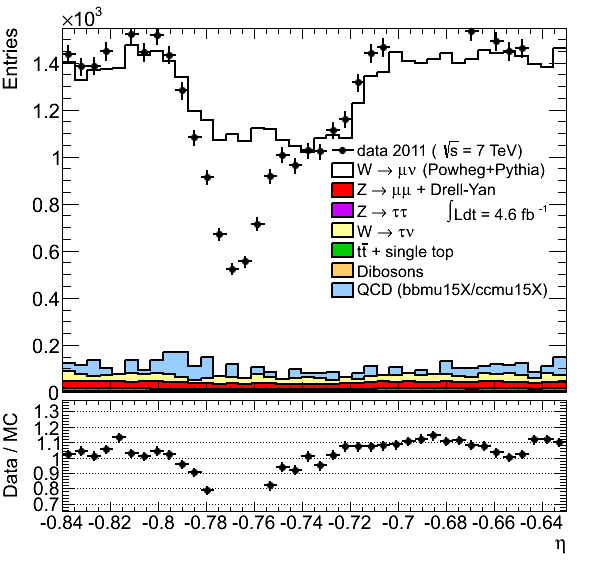 ×10³
Entries
1.4
1.2
1
0.8
0.6
0.4
0.2
0
data 2011 ( √s = 7 TeV)
W → μν (Powheg+Pythia)
Z → μμ + Drell-Yan
Z → ττ
∫Ldt = 4.6 fb⁻¹
W → τν
tt̄ + single top
Dibosons
QCD (bbmu15X/ccmu15X)
Data / MC
1.3
1.2
1.1
1
0.9
0.8
0.7
-0.84 -0.82 -0.8 -0.78 -0.76 -0.74 -0.72 -0.7 -0.68 -0.66 -0.64
η